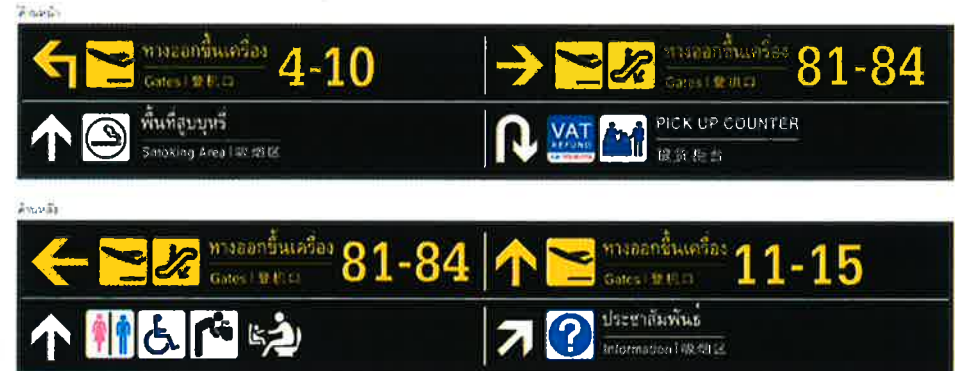 ด้านหน้า
ทางออกขึ้นเครื่อง
Gates | 登机口
4-10
ทางออกขึ้นเครื่อง
Gates | 登机口
81-84
พื้นที่สูบบุหรี่
Smoking Area | 吸烟区
VAT
REFUND
PICK UP COUNTER
提货柜台
ด้านหลัง
ทางออกขึ้นเครื่อง
Gates | 登机口
81-84
ทางออกขึ้นเครื่อง
Gates | 登机口
11-15
ประชาสัมพันธ์
Information | 吸烟区